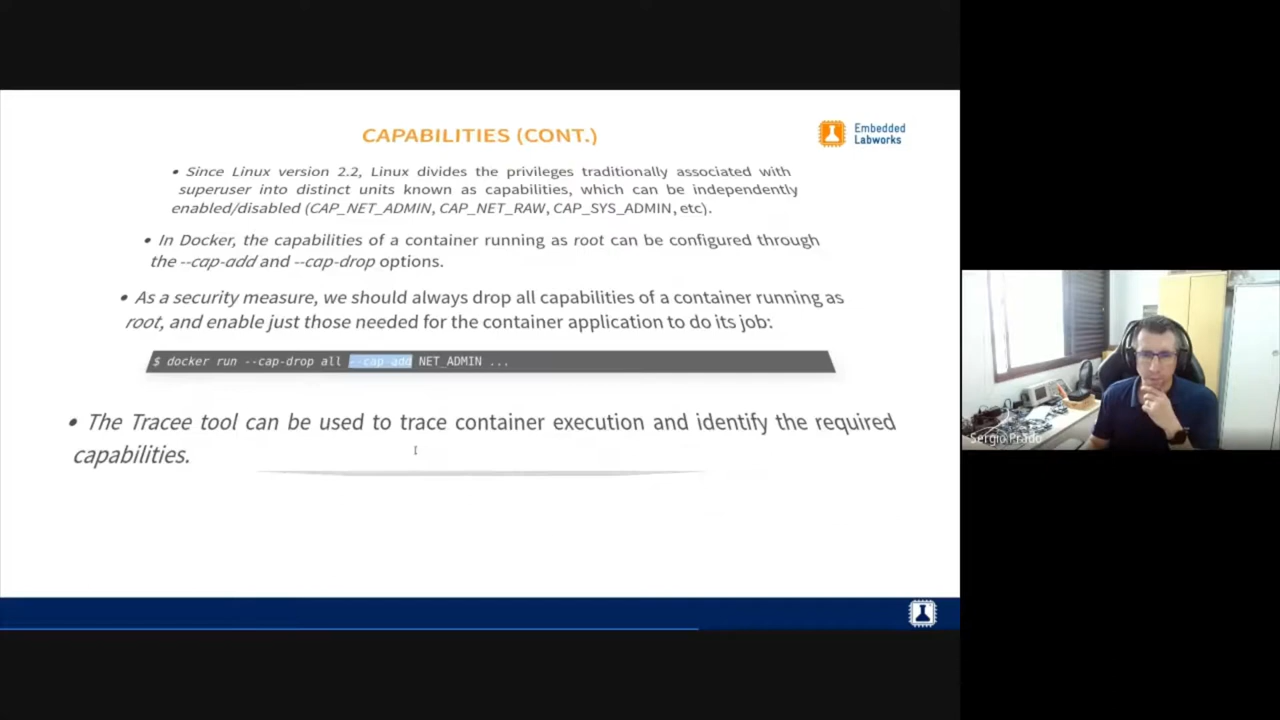 CAPABILITIES (CONT.)
Embedded
Labworks
• Since Linux version 2.2, Linux divides the privileges traditionally associated with
superuser into distinct units known as capabilities, which can be independently
enabled/disabled (CAP_NET_ADMIN, CAP_NET_RAW, CAP_SYS_ADMIN, etc).
• In Docker, the capabilities of a container running as root can be configured through
the --cap-add and --cap-drop options.
• As a security measure, we should always drop all capabilities of a container running as
root, and enable just those needed for the container application to do its job:
$ docker run --cap-drop all --cap-add NET_ADMIN ...
• The Tracee tool can be used to trace container execution and identify the required
capabilities.
Sergio Prado